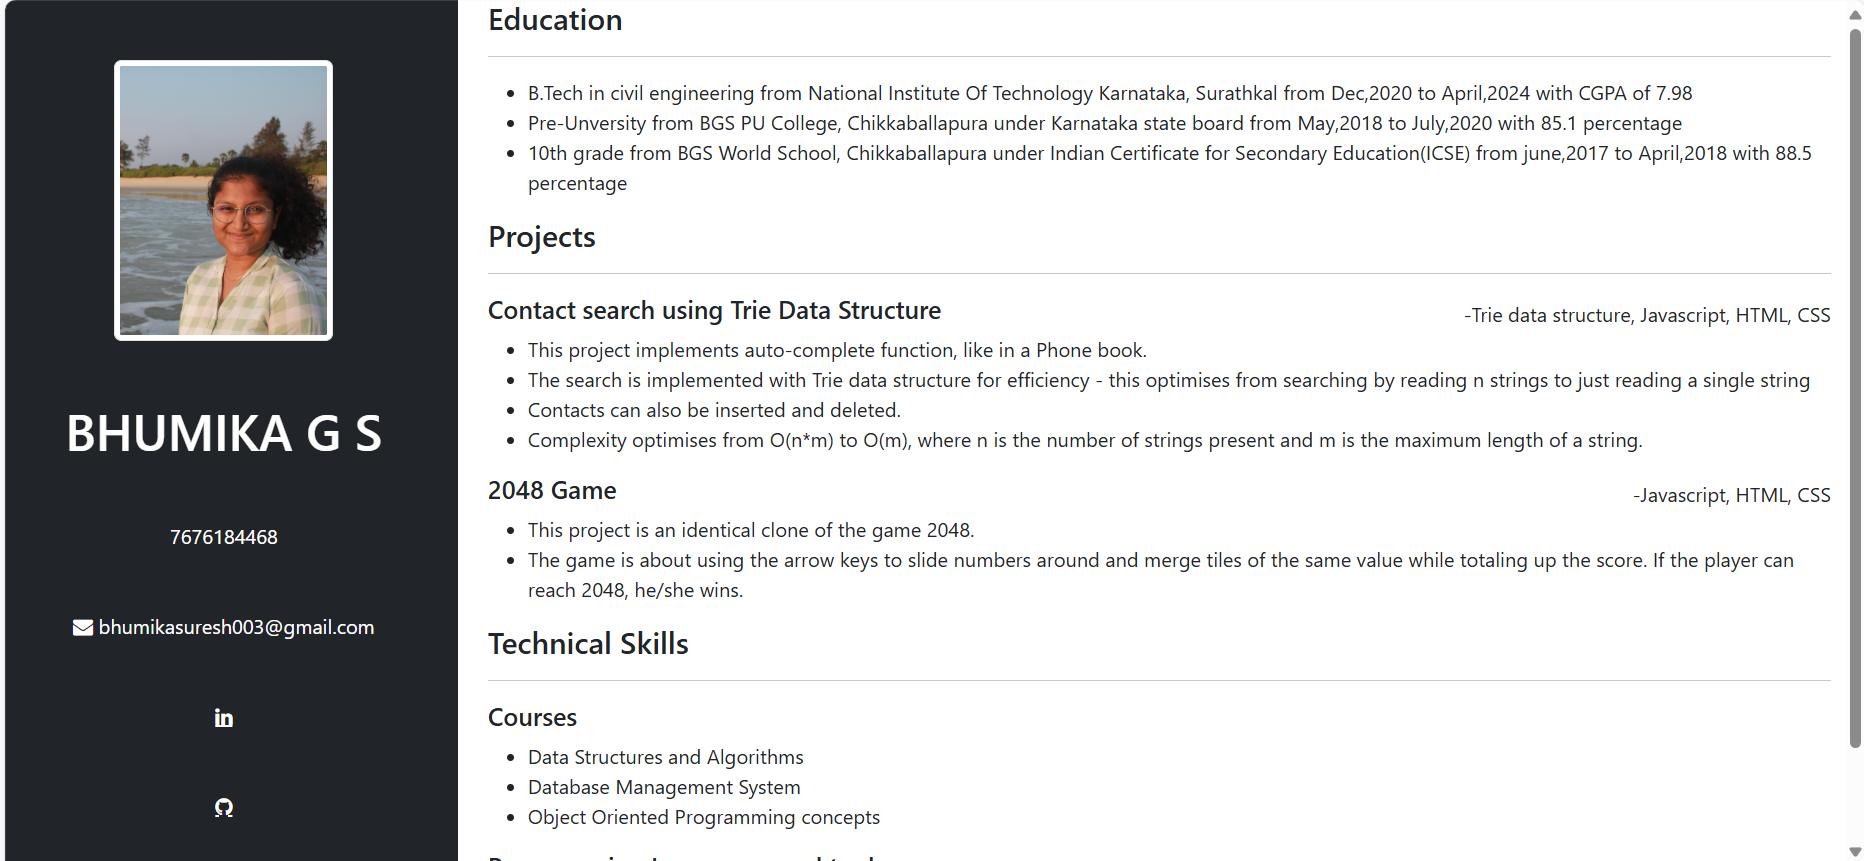 BHUMIKA G S
7676184468
bhumikasuresh003@gmail.com
in
Education
B.Tech in civil engineering from National Institute Of Technology Karnataka, Surathkal from Dec,2020 to April,2024 with CGPA of 7.98
Pre-Unversity from BGS PU College, Chikkaballapura under Karnataka state board from May,2018 to July,2020 with 85.1 percentage
10th grade from BGS World School, Chikkaballapura under Indian Certificate for Secondary Education(ICSE) from june,2017 to April,2018 with 88.5
percentage
Projects
Contact search using Trie Data Structure
-Trie data structure, Javascript, HTML, CSS
This project implements auto-complete function, like in a Phone book.
The search is implemented with Trie data structure for efficiency - this optimises from searching by reading n strings to just reading a single string
Contacts can also be inserted and deleted.
Complexity optimises from O(n*m) to O(m), where n is the number of strings present and m is the maximum length of a string.
2048 Game
-Javascript, HTML, CSS
This project is an identical clone of the game 2048.
The game is about using the arrow keys to slide numbers around and merge tiles of the same value while totaling up the score. If the player can
reach 2048, he/she wins.
Technical Skills
Courses
Data Structures and Algorithms
Database Management System
Object Oriented Programming concepts